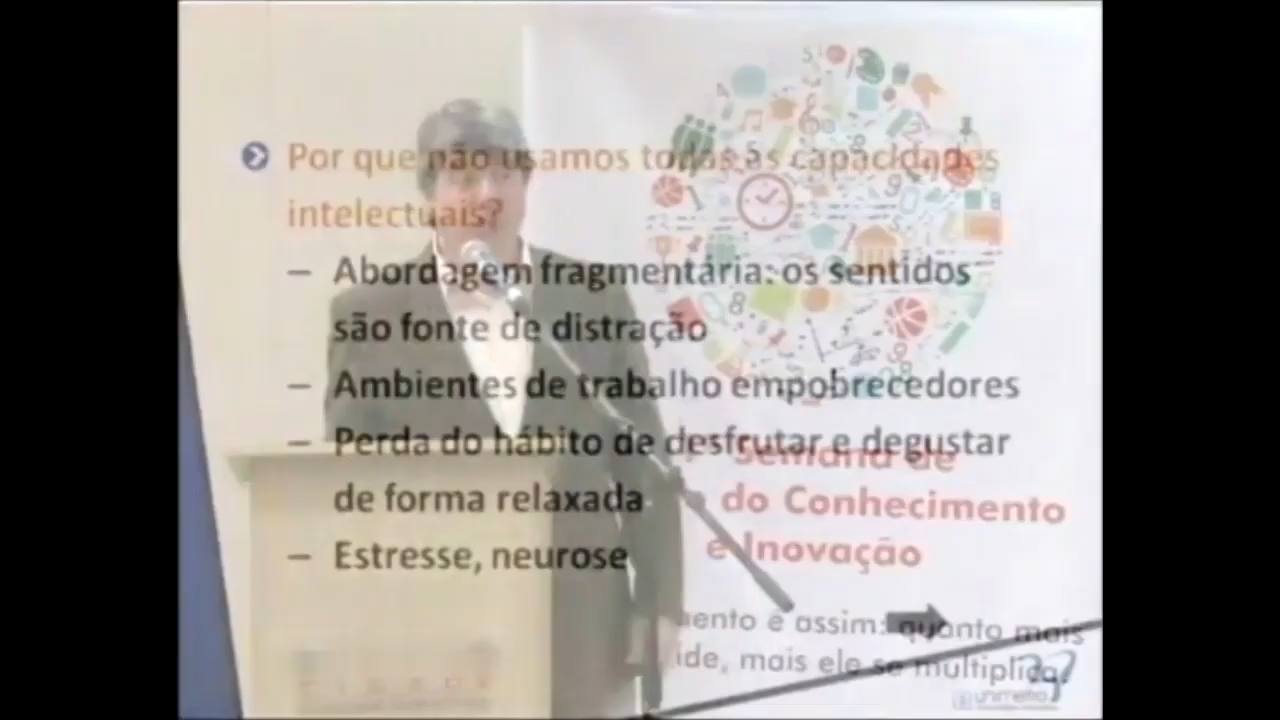 Por que não usamos todas as capacidades
intelectuais?
– Abordagem fragmentária: os sentidos
são fonte de distração
– Ambientes de trabalho empobrecedores
– Perda do hábito de desfrutar e degustar
de forma relaxada
– Estresse, neurose
Semana de
do Conhecimento
e Inovação
é assim: quanto mais
mais ele se multiplica.